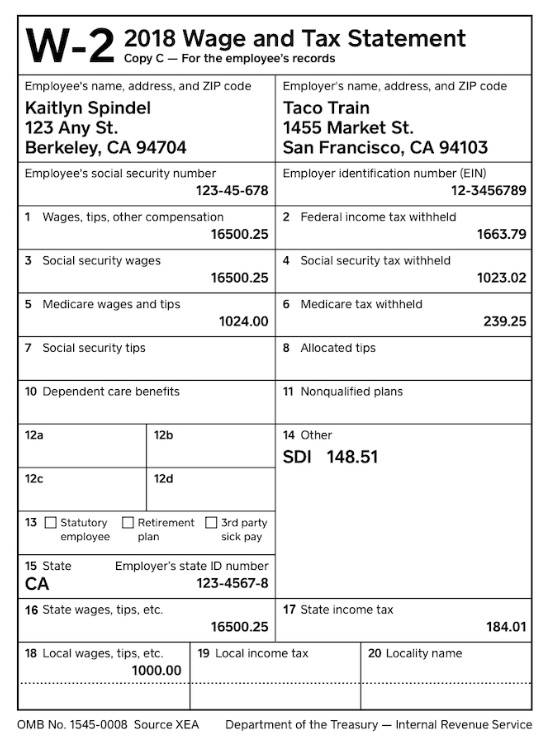 W-2 2018 Wage and Tax Statement
Copy C — For the employee's records
Employee's name, address, and ZIP code
Kaitlyn Spindel
123 Any St.
Berkeley, CA 94704
Employer's name, address, and ZIP code
Taco Train
1455 Market St.
San Francisco, CA 94103
Employee's social security number
123-45-678
Employer identification number (EIN)
12-3456789
1 Wages, tips, other compensation
16500.25
2 Federal income tax withheld
1663.79
3 Social security wages
16500.25
4 Social security tax withheld
1023.02
5 Medicare wages and tips
1024.00
6 Medicare tax withheld
239.25
7 Social security tips
8 Allocated tips
10 Dependent care benefits
11 Nonqualified plans
12a
12b
12c
12d
13 Statutory employee
Retirement plan
3rd party sick pay
14 Other
SDI 148.51
15 State Employer's state ID number
CA 123-4567-8
16 State wages, tips, etc.
16500.25
17 State income tax
184.01
18 Local wages, tips, etc.
1000.00
19 Local income tax
20 Locality name
OMB No. 1545-0008 Source XEA Department of the Treasury — Internal Revenue Service